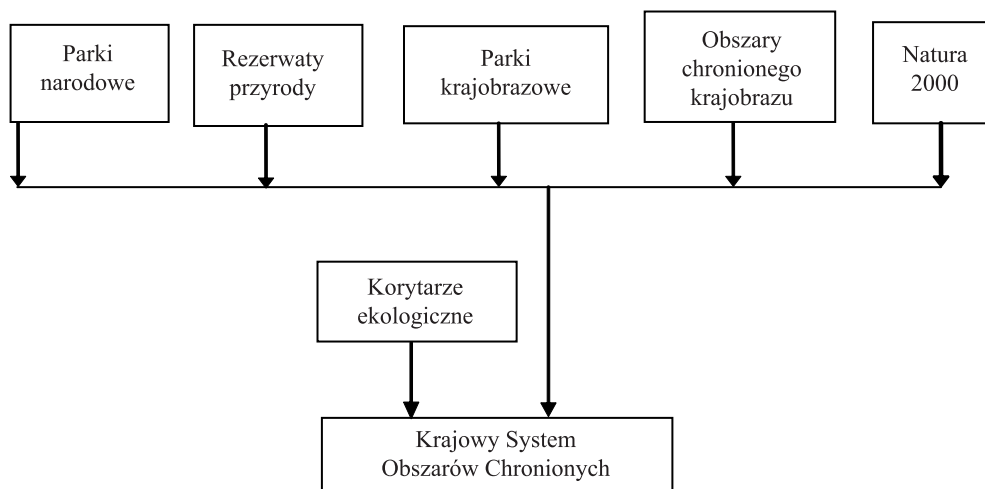 Parki
narodowe
Rezerwaty
przyrody
Parki
krajobrazowe
Obszary
chronionego
krajobrazu
Natura
2000
Korytarze
ekologiczne
Krajowy System
Obszarów Chronionych